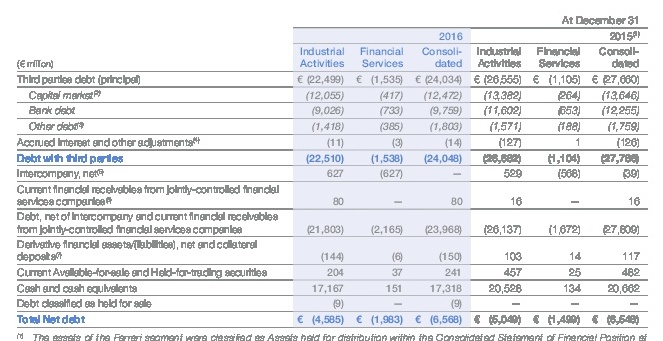 At December 31
2016 2015(1)
(€ million) Industrial Activities Financial Services Consoli-dated Industrial Activities Financial Services Consoli-dated
Third parties debt (principal) € (22,499) € (1,535) € (24,034) € (26,555) € (1,105) € (27,660)
Capital market(2) (12,055) (417) (12,472) (13,382) (264) (13,646)
Bank debt (9,026) (733) (9,759) (11,602) (653) (12,255)
Other debt(3) (1,418) (385) (1,803) (1,571) (188) (1,759)
Accrued interest and other adjustments(4) (11) (3) (14) (127) 1 (126)
Debt with third parties (22,510) (1,538) (24,048) (26,682) (1,104) (27,786)
Intercompany, net(5) 627 (627) — 529 (568) (39)
Current financial receivables from jointly-controlled financial
services companies(6) 80 — 80 16 — 16
Debt, net of intercompany and current financial receivables
from jointly-controlled financial services companies (21,803) (2,165) (23,968) (26,137) (1,672) (27,809)
Derivative financial assets/(liabilities), net and collateral
deposits(7) (144) (6) (150) 103 14 117
Current Available-for-sale and Held-for-trading securities 204 37 241 457 25 482
Cash and cash equivalents 17,167 151 17,318 20,528 134 20,662
Debt classified as held for sale (9) — (9) — — —
Total Net debt € (4,585) € (1,983) € (6,568) € (5,049) € (1,499) € (6,548)
(1) The assets of the Ferrari segment were classified as Assets held for distribution within the Consolidated Statement of Financial Position at